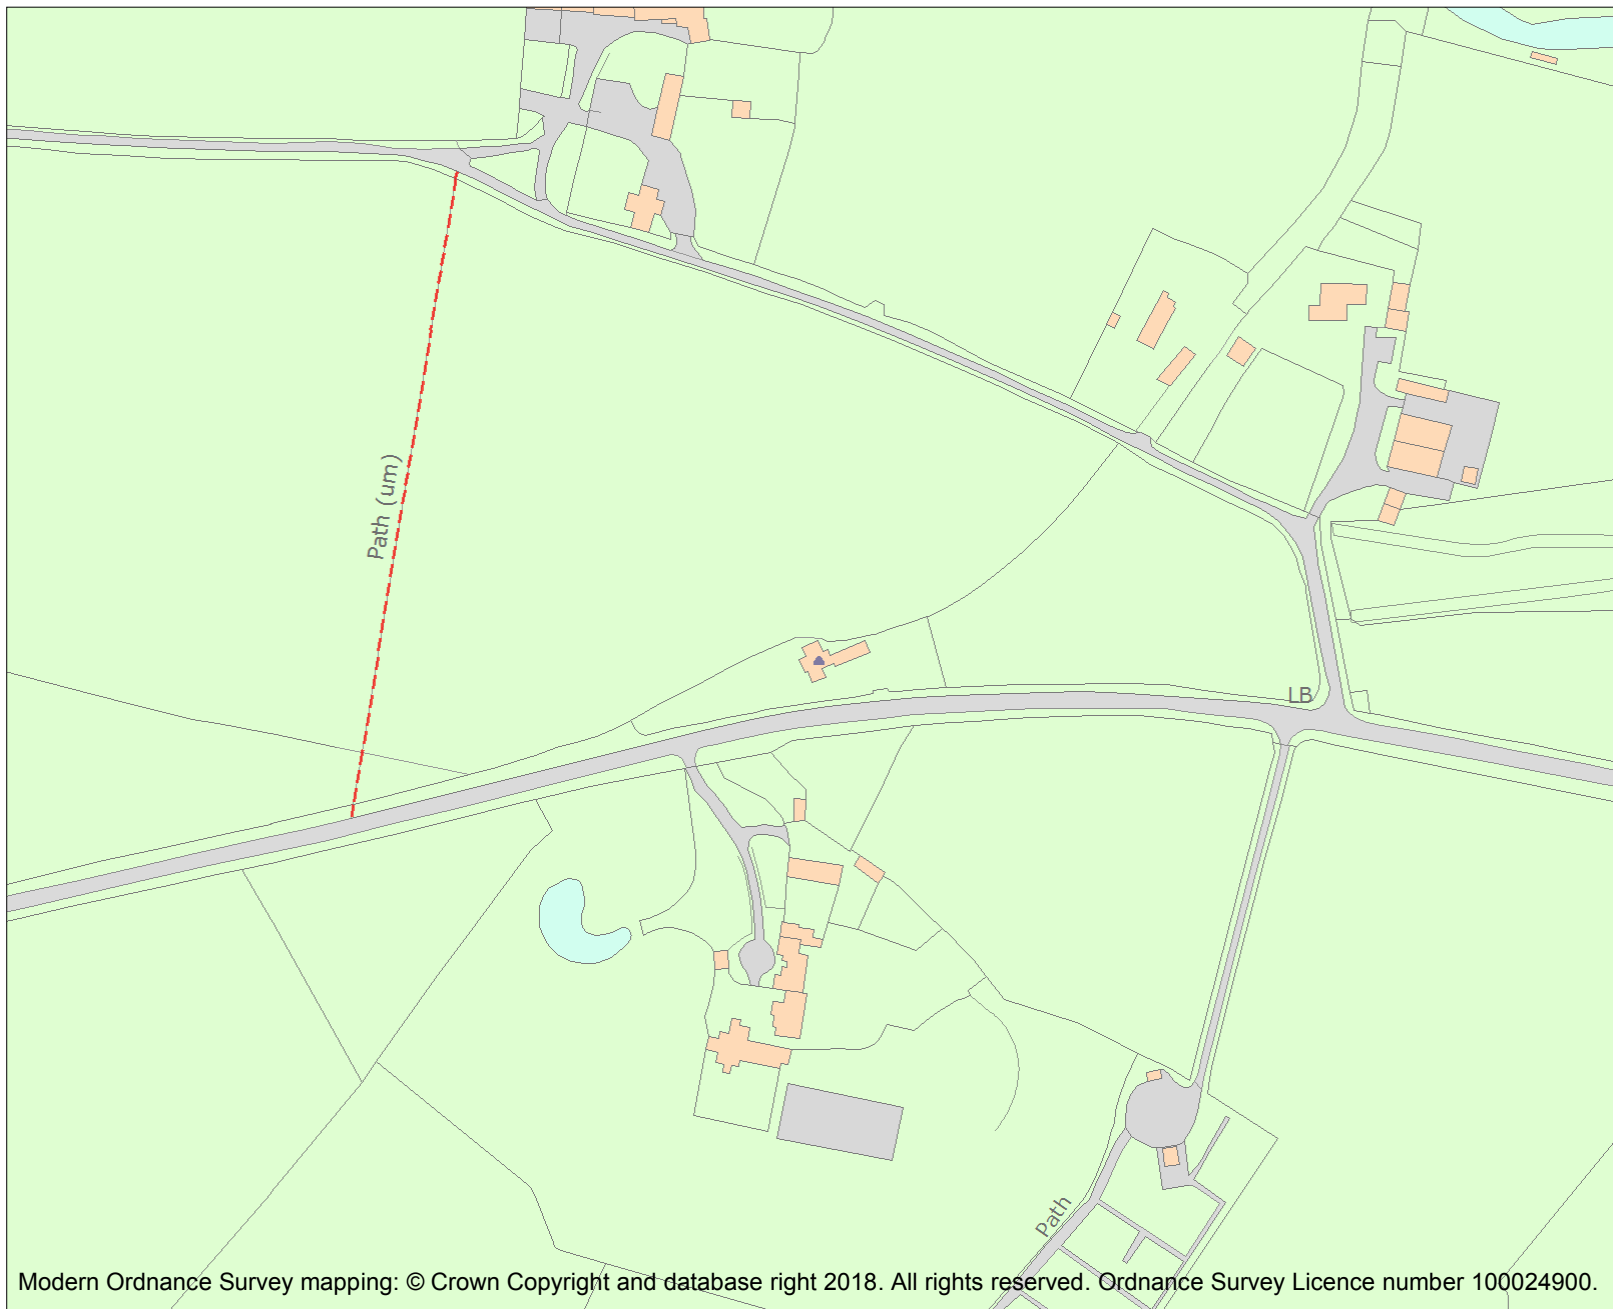 Path (um)
LB
Path
Modern Ordnance Survey mapping: © Crown Copyright and database right 2018. All rights reserved. Ordnance Survey Licence number 100024900.